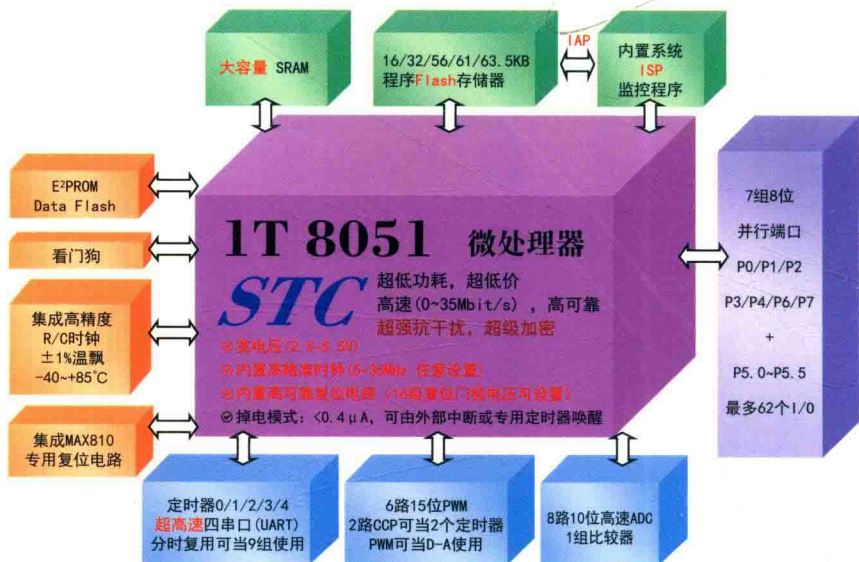 大容量 SRAM
16/32/56/61/63.5KB
程序Flash存储器
IAP
内置系统
ISP
监控程序
E²PROM
Data Flash
看门狗
集成高精度
R/C时钟
±1%温飘
-40~+85℃
集成MAX810
专用复位电路
1T 8051 微处理器
STC
超低功耗，超低价
高速(0~35Mbit/s)，高可靠
超强抗干扰，超级加密
⊘宽电压(2.5~5.5V)
⊘内置高精准时钟(5~35MHz 任意设置)
⊘内置高可靠复位电路 (16级复位门槛电压可设置)
⊘掉电模式：<0.4μA，可由外部中断或专用定时器唤醒
7组8位
并行端口
P0/P1/P2
P3/P4/P6/P7
+
P5.0~P5.5
最多62个I/O
定时器0/1/2/3/4
超高速四串口(UART)
分时复用可当9组使用
6路15位PWM
2路CCP可当2个定时器
PWM可当D-A使用
8路10位高速ADC
1组比较器